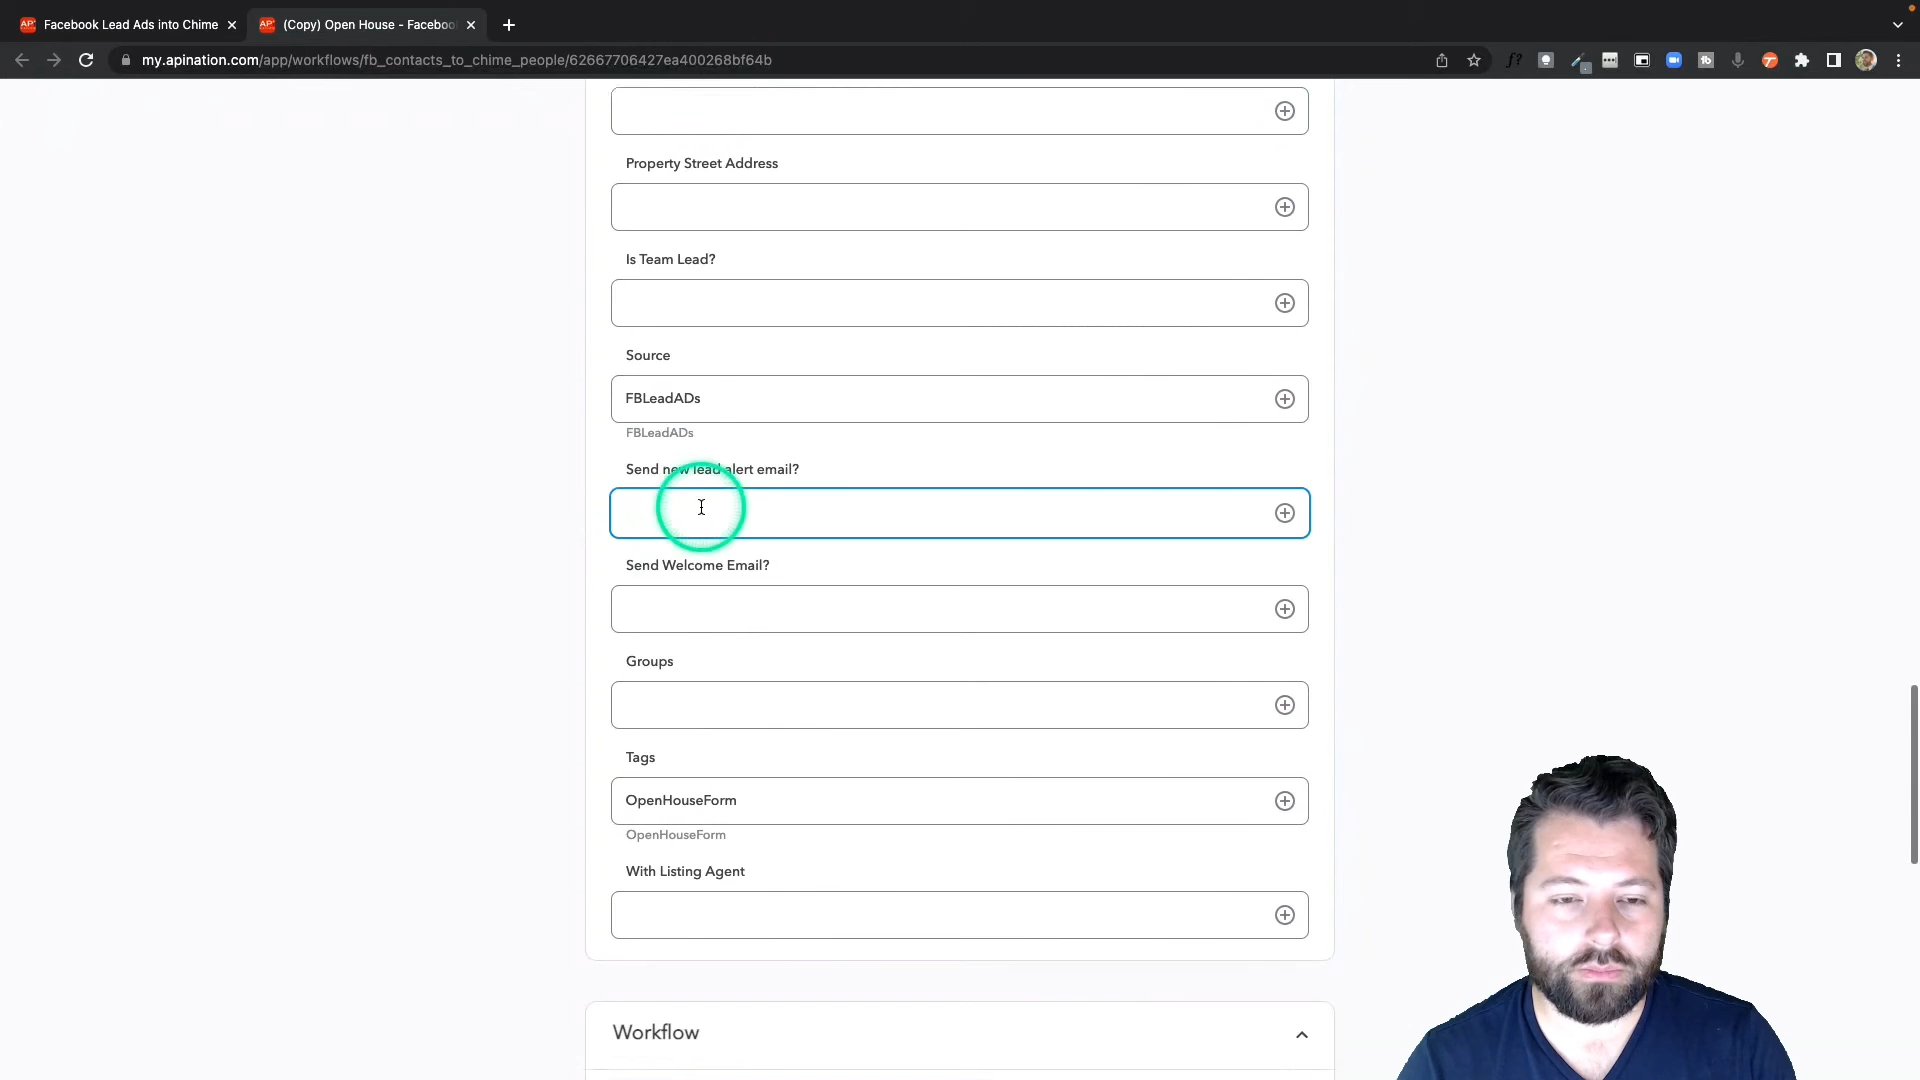 Facebook Lead Ads into Chime
(Copy) Open House - Faceboo
my.apination.com/app/workflows/fb_contacts_to_chime_people/62667706427ea400268bf64b
Property Street Address
Is Team Lead?
Source
FBLeadADs
FBLeadADs
Send new lead alert email?
Send Welcome Email?
Groups
Tags
OpenHouseForm
OpenHouseForm
With Listing Agent
Workflow